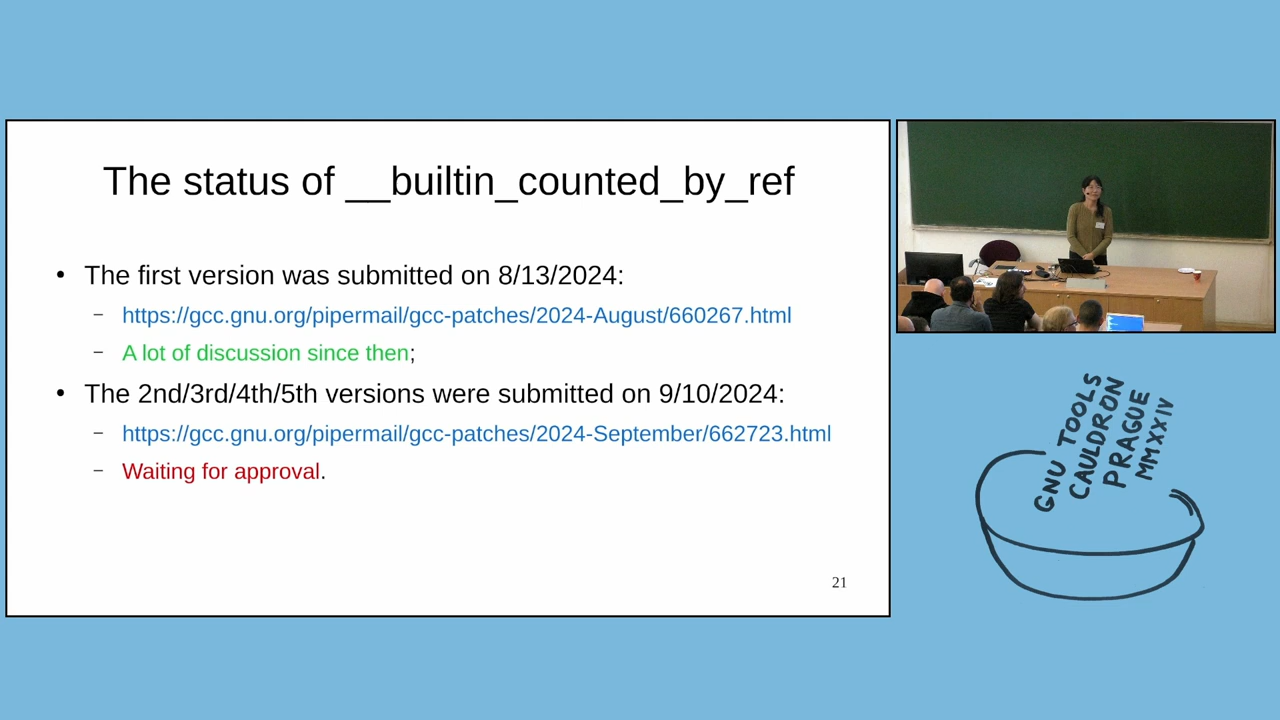 The status of __builtin_counted_by_ref
• The first version was submitted on 8/13/2024:
– https://gcc.gnu.org/pipermail/gcc-patches/2024-August/660267.html
– A lot of discussion since then;
• The 2nd/3rd/4th/5th versions were submitted on 9/10/2024:
– https://gcc.gnu.org/pipermail/gcc-patches/2024-September/662723.html
– Waiting for approval.
21
GNU TOOLS
CAULDRON
PRAGUE
MMXXIV